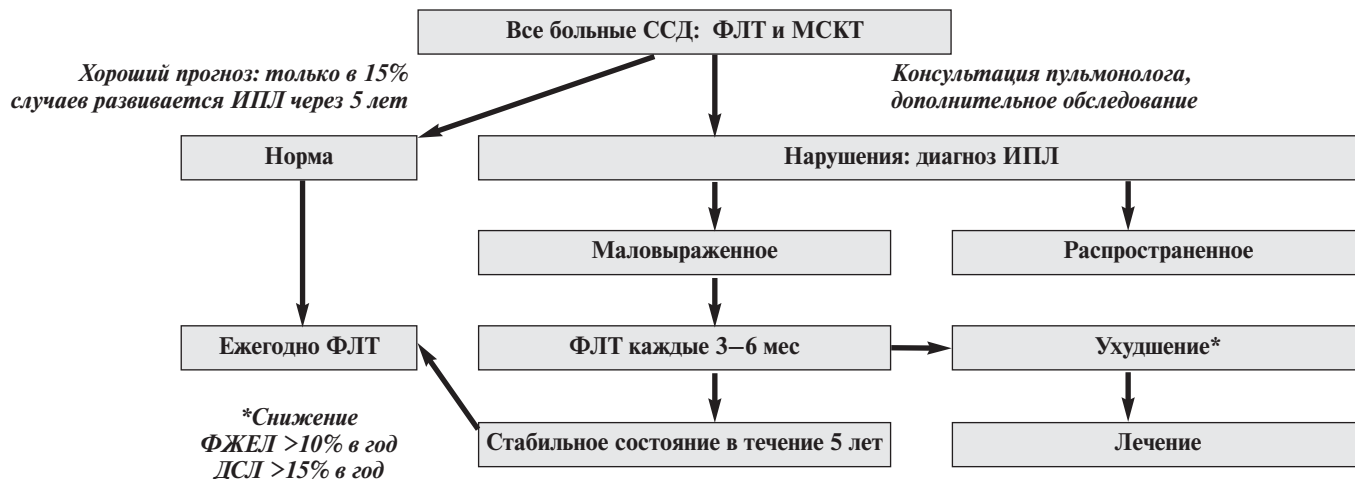 Все больные ССД: ФЛТ и МСКТ
Хороший прогноз: только в 15%
случаев развивается ИПЛ через 5 лет
Консультация пульмонолога,
дополнительное обследование
Норма
Нарушения: диагноз ИПЛ
Маловыраженное
Распространенное
Ежегодно ФЛТ
ФЛТ каждые 3–6 мес
Ухудшение*
*Снижение
ФЖЕЛ >10% в год
ДСЛ >15% в год
Стабильное состояние в течение 5 лет
Лечение